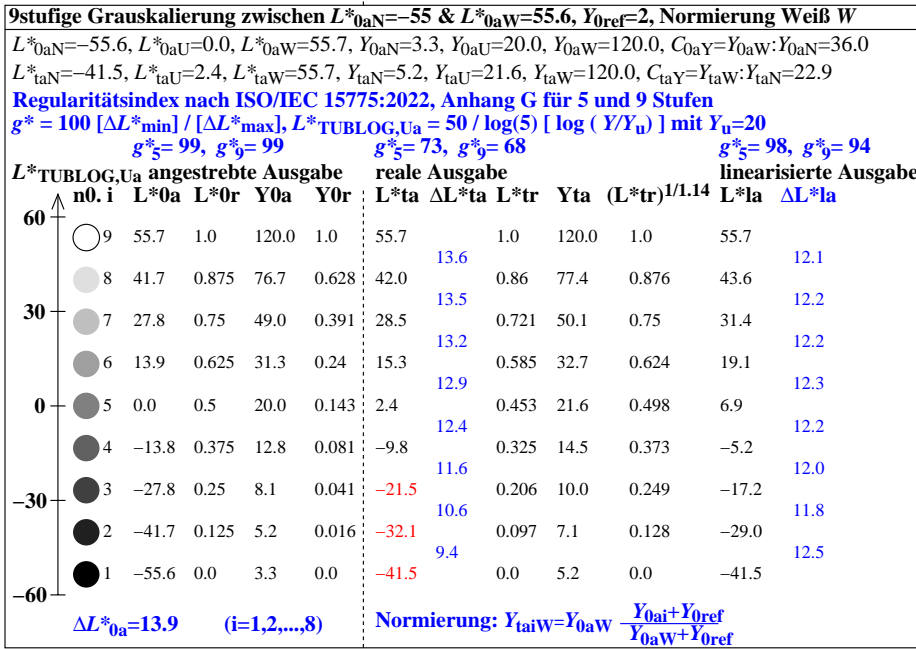 9stufige Grauskalierung zwischen L*0aN=−55 & L*0aW=55.6, Y0ref=2, Normierung Weiß W
L*0aN=−55.6, L*0aU=0.0, L*0aW=55.7, Y0aN=3.3, Y0aU=20.0, Y0aW=120.0, C0aY=Y0aW:Y0aN=36.0
L*taN=−41.5, L*taU=2.4, L*taW=55.7, YtaN=5.2, YtaU=21.6, YtaW=120.0, CtaY=YtaW:YtaN=22.9
Regularitätsindex nach ISO/IEC 15775:2022, Anhang G für 5 und 9 Stufen
g* = 100 [ΔL*min] / [ΔL*max], L*TUBLOG,Ua = 50 / log(5) [ log ( Y/Yu) ] mit Yu=20
g*5= 99, g*9= 99 g*5= 73, g*9= 68 g*5= 98, g*9= 94
L*TUBLOG,Ua angestrebte Ausgabe reale Ausgabe linearisierte Ausgabe
n0. i L*0a L*0r Y0a Y0r L*ta ΔL*ta L*tr Yta (L*tr)1/1.14 L*la ΔL*la
60
9 55.7 1.0 120.0 1.0 55.7 1.0 120.0 1.0 55.7
13.6 12.1
8 41.7 0.875 76.7 0.628 42.0 0.86 77.4 0.876 43.6
13.5 12.2
30
7 27.8 0.75 49.0 0.391 28.5 0.721 50.1 0.75 31.4
13.2 12.2
6 13.9 0.625 31.3 0.24 15.3 0.585 32.7 0.624 19.1
12.9 12.3
0 5 0.0 0.5 20.0 0.143 2.4 0.453 21.6 0.498 6.9
12.4 12.2
4 −13.8 0.375 12.8 0.081 −9.8 0.325 14.5 0.373 −5.2
11.6 12.0
3 −27.8 0.25 8.1 0.041 −21.5 0.206 10.0 0.249 −17.2
−30
10.6 11.8
2 −41.7 0.125 5.2 0.016 −32.1 0.097 7.1 0.128 −29.0
9.4 12.5
1 −55.6 0.0 3.3 0.0 −41.5 0.0 5.2 0.0 −41.5
−60
ΔL*0a=13.9 (i=1,2,...,8) Normierung: YtaiW=Y0aW Y0ai+Y0ref
Y0aW+Y0ref